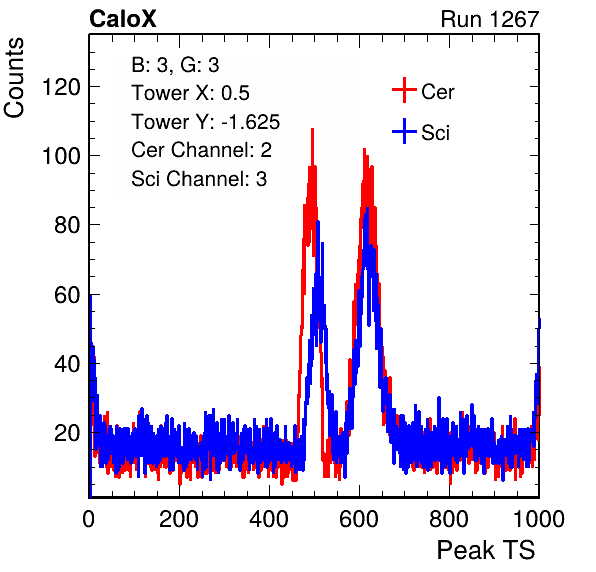 CaloX Run 1267
Counts
B: 3, G: 3
Tower X: 0.5
Tower Y: -1.625
Cer Channel: 2
Sci Channel: 3
Cer
Sci
120
100
80
60
40
20
0 200 400 600 800 1000
Peak TS